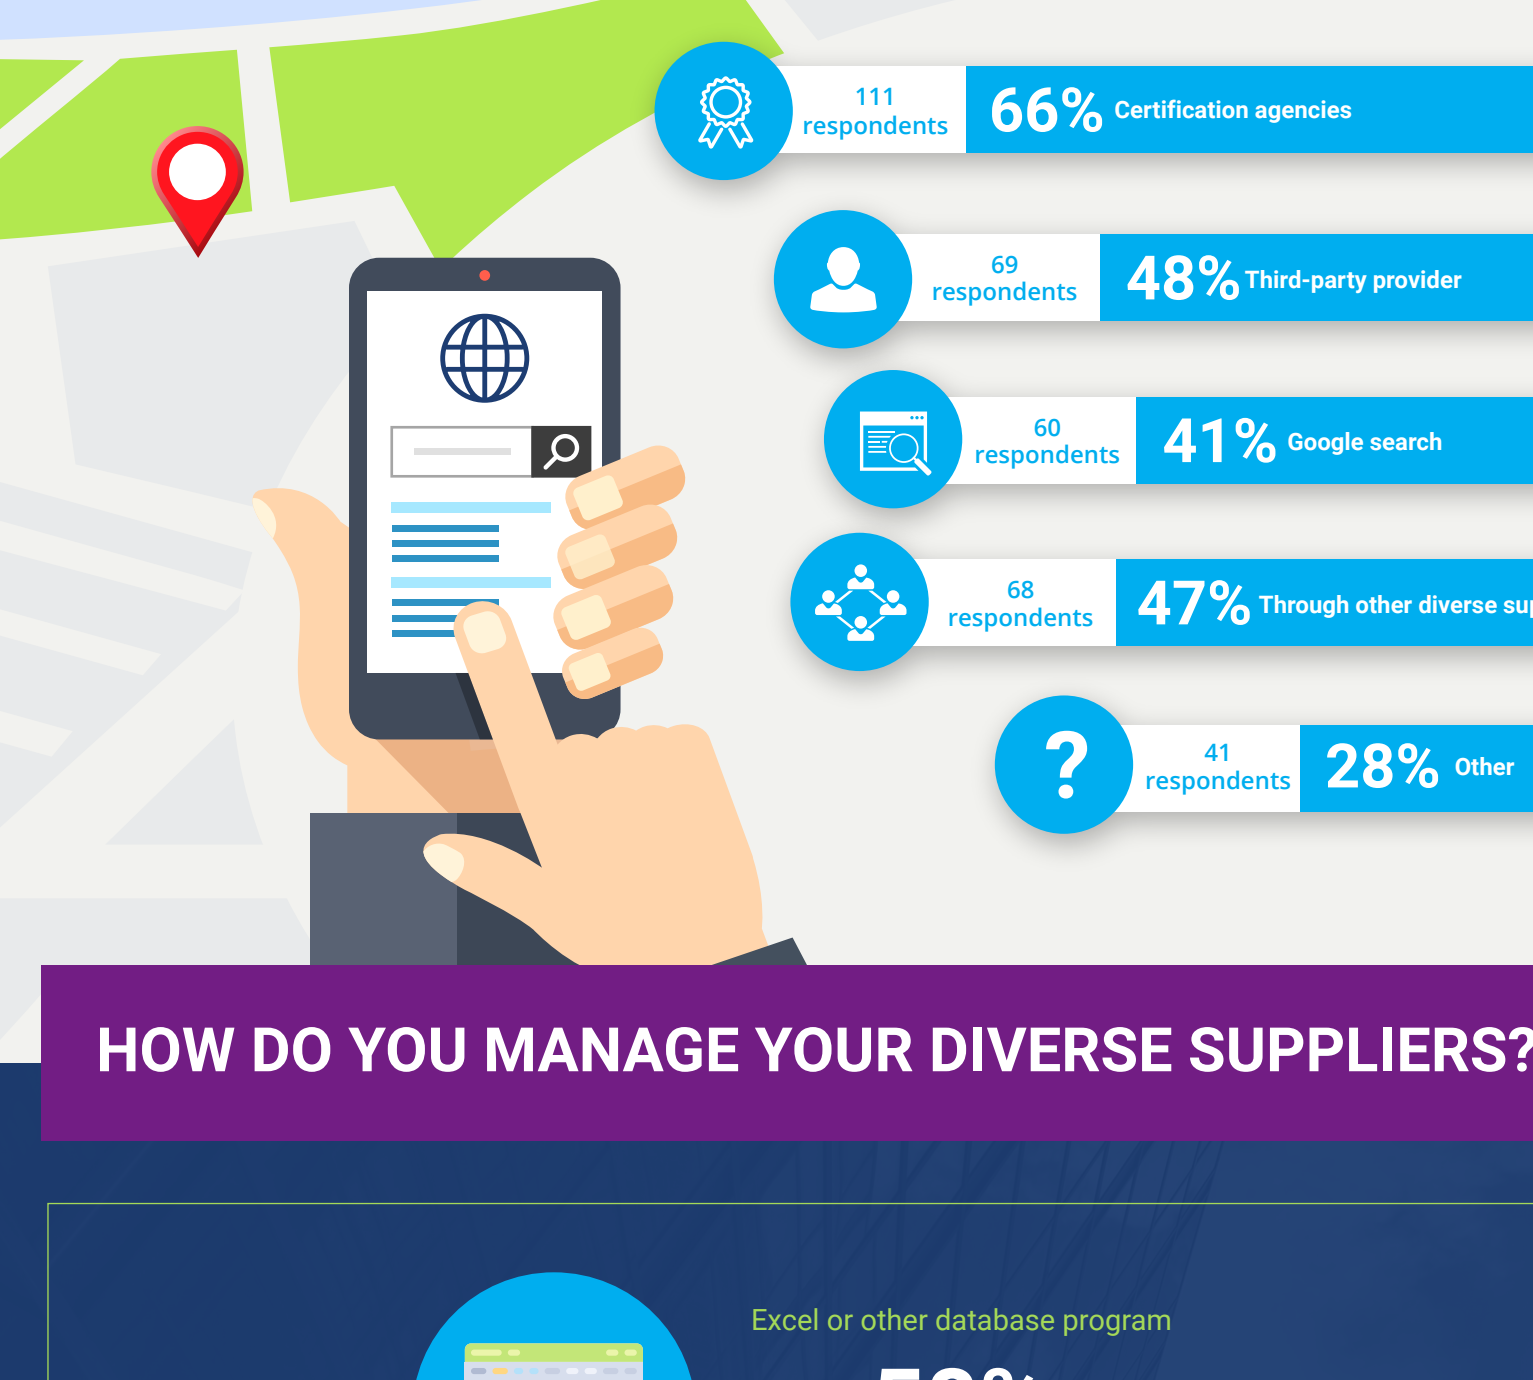 111
respondents
66% Certification agencies
69
respondents
48% Third-party provider
60
respondents
41% Google search
68
respondents
47% Through other diverse
?
41
respondents
28% Other
HOW DO YOU MANAGE YOUR DIVERSE SUPPLIERS?
Excel or other database program